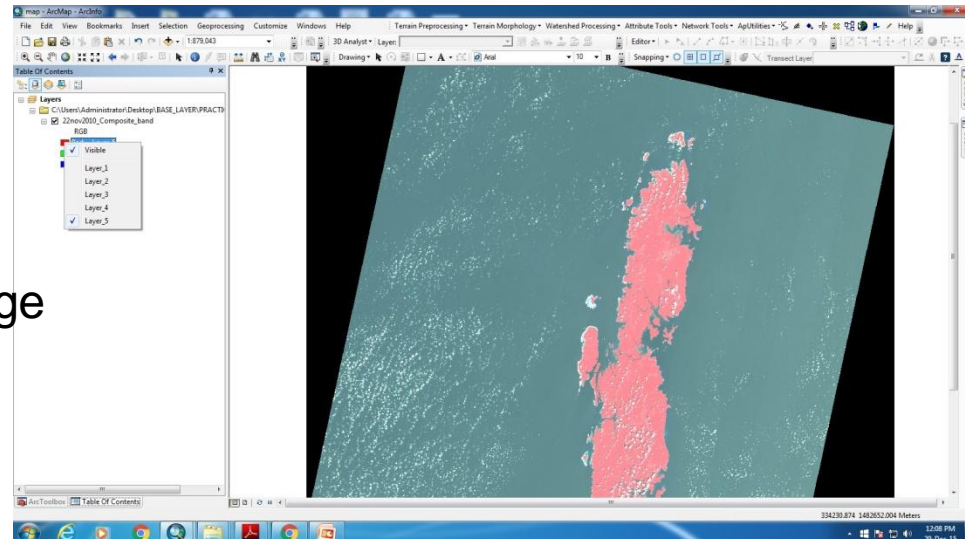 ge
map - ArcMap - ArcInfo
File Edit View Bookmarks Insert Selection Geoprocessing Customize Windows Help
Terrain Preprocessing Terrain Morphology Watershed Processing Attribute Tools Network Tools ApUtilities Help
1:879,043 3D Analyst Layer: Editor
Drawing A Arial 10 B Snapping Transect Layer
Table Of Contents
Layers
C:\Users\Administrator\Desktop\BASE_LAYER\PRACTI
22nov2010_Composite_band
RGB
Visible
Layer_1
Layer_2
Layer_3
Layer_4
Layer_5
ArcToolbox Table Of Contents
334230.874 1482652.004 Meters
12:08 PM